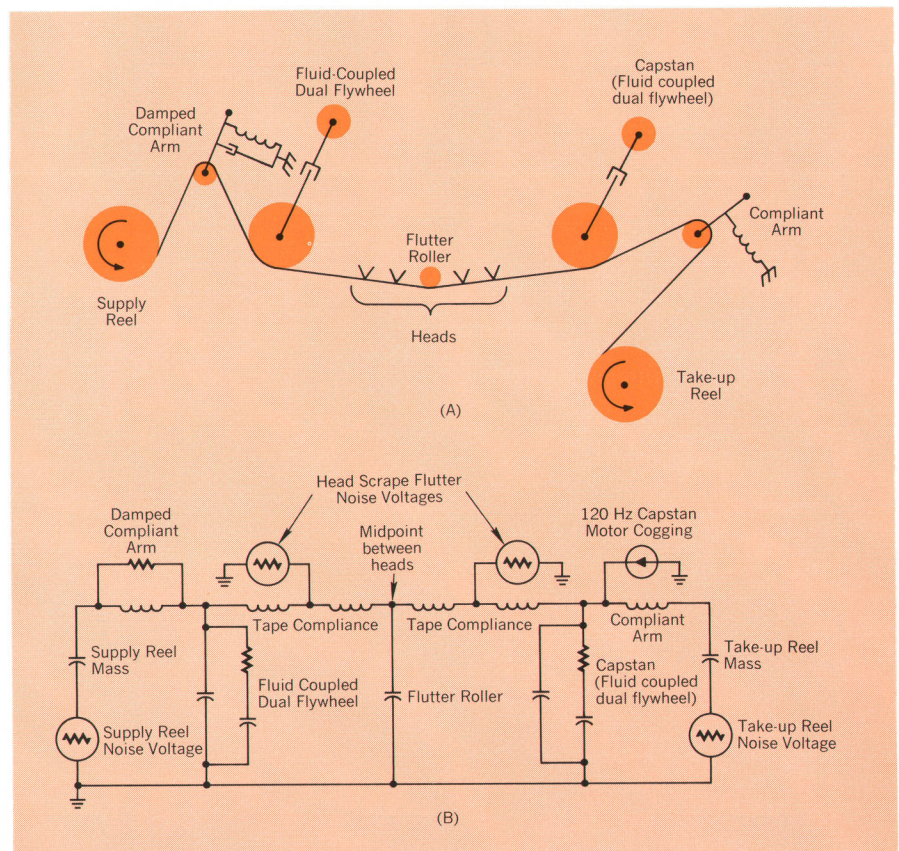 Fluid-Coupled
Dual Flywheel
Capstan
(Fluid coupled
dual flywheel)
Damped
Compliant
Arm
Compliant
Arm
Flutter
Roller
Supply
Reel
Heads
Take-up
Reel
(A)
Head Scrape Flutter
Noise Voltages
Damped
Compliant
Arm
Midpoint
between
heads
120 Hz Capstan
Motor Cogging
Tape Compliance
Tape Compliance
Compliant
Arm
Supply Reel
Mass
Take-up Reel
Mass
Fluid Coupled
Dual Flywheel
Flutter Roller
Capstan
(Fluid coupled
dual flywheel)
Supply Reel
Noise Voltage
Take-up Reel
Noise Voltage
(B)